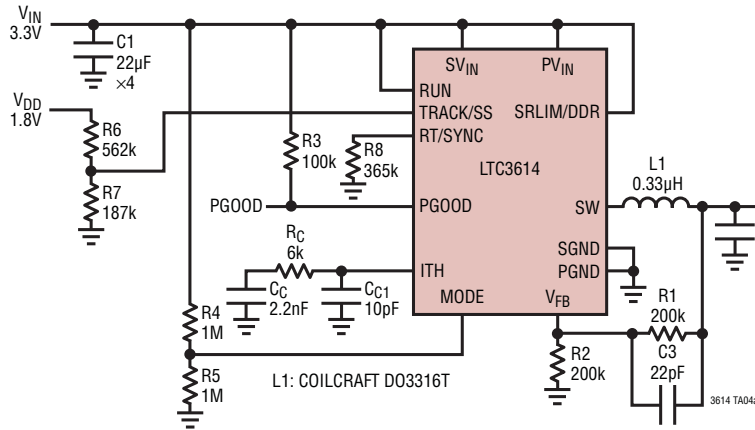 VIN
3.3V
C1
22µF
×4
VDD
1.8V
R6
562k
R7
187k
R3
100k
R8
365k
SVIN
PVIN
RUN
TRACK/SS
SRLIM/DDR
RT/SYNC
LTC3614
L1
0.33µH
PGOOD
PGOOD
SW
RC
6k
ITH
SGND
PGND
CC
2.2nF
CC1
10pF
MODE
VFB
R4
1M
R5
1M
R1
200k
R2
200k
C3
22pF
L1: COILCRAFT DO3316T